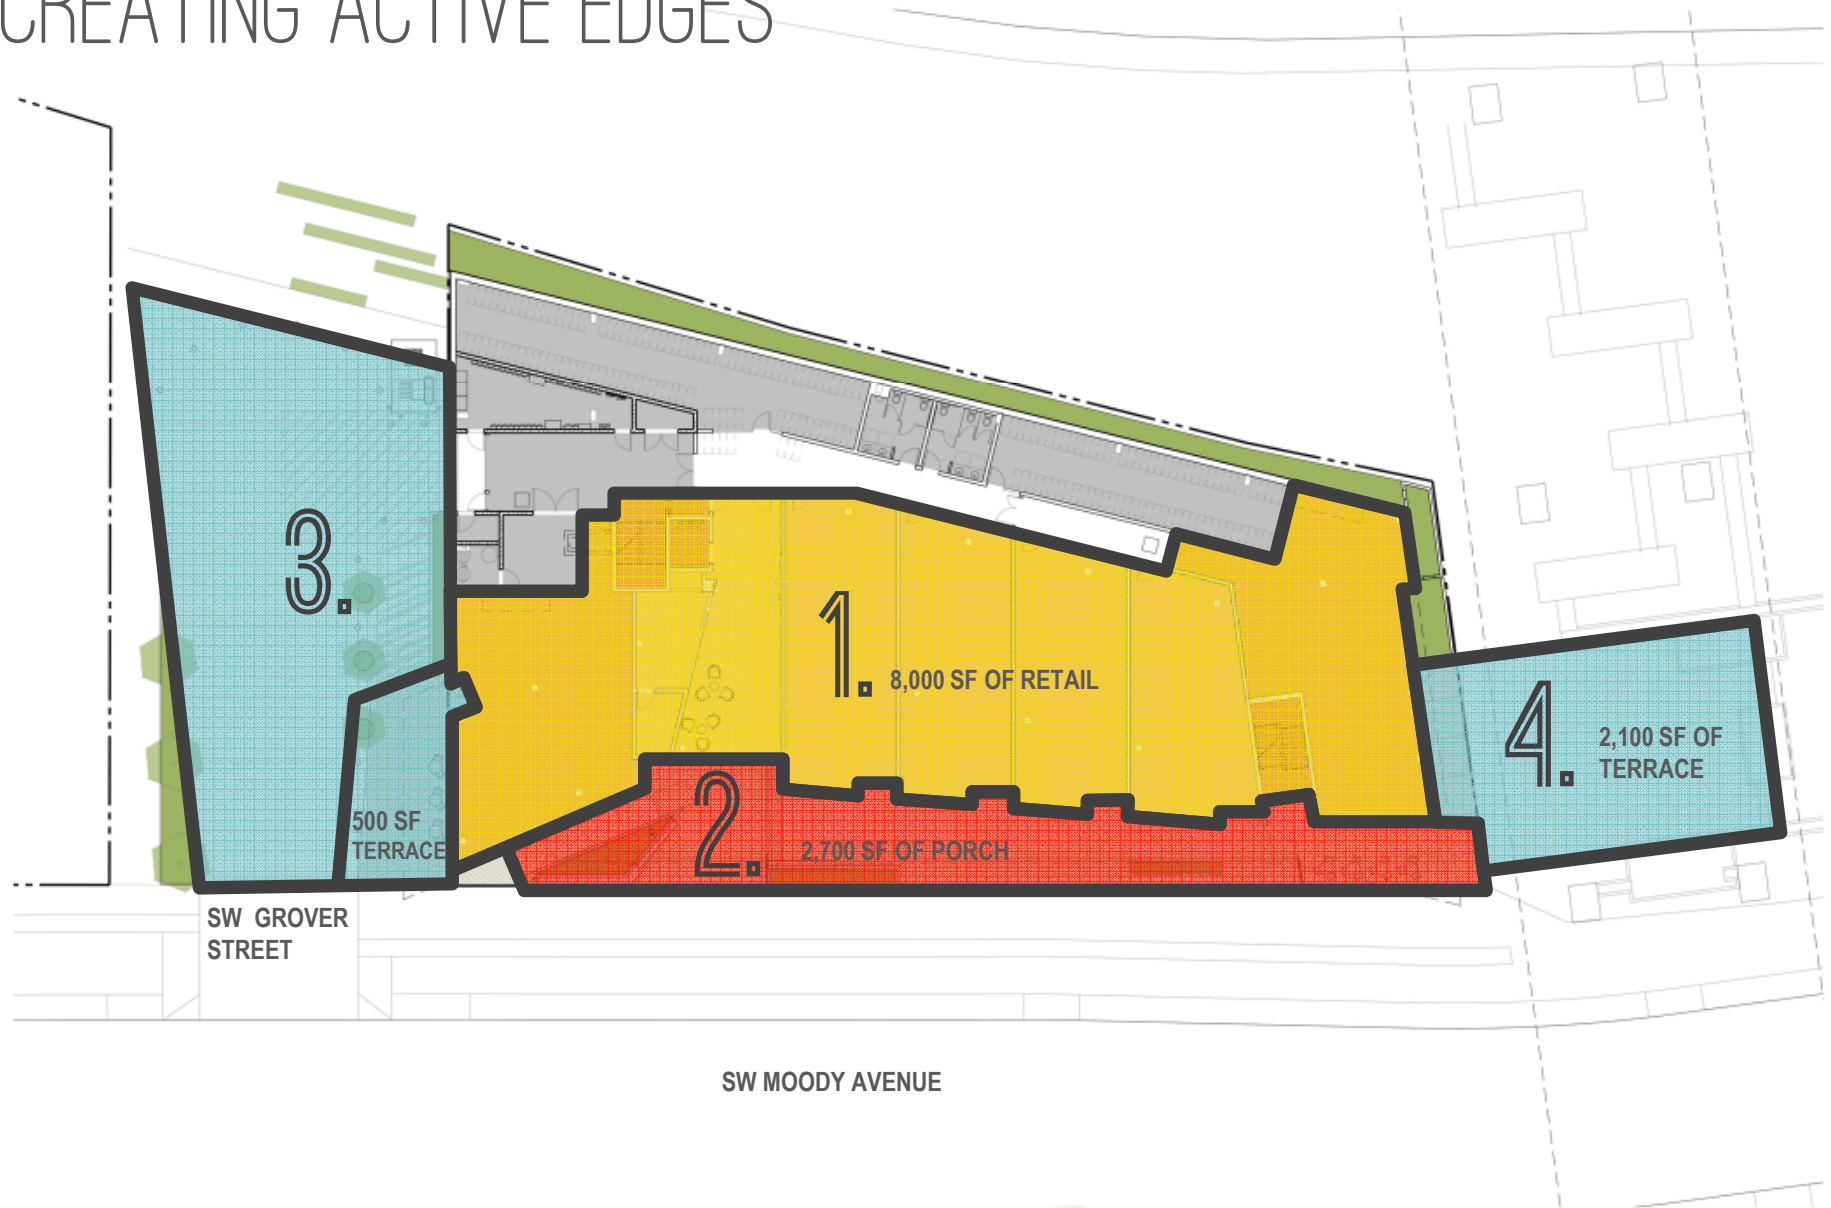 CREATING ACTIVE EDGES
3.
1.
8,000 SF OF RETAIL
4.
2,100 SF OF
TERRACE
2.
2,700 SF OF PORCH
500 SF
TERRACE
SW GROVER
STREET
SW MOODY AVENUE